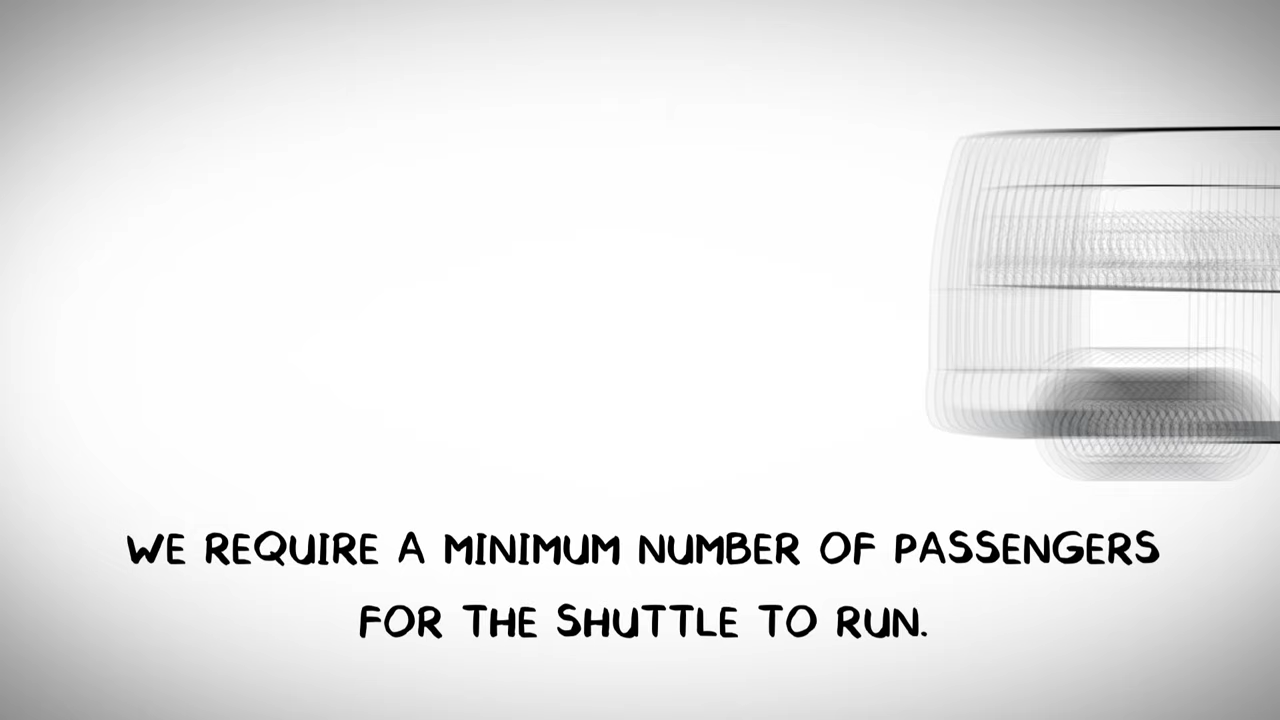 WE REQUIRE A MINIMUM NUMBER OF PASSENGERS
FOR THE SHUTTLE TO RUN.